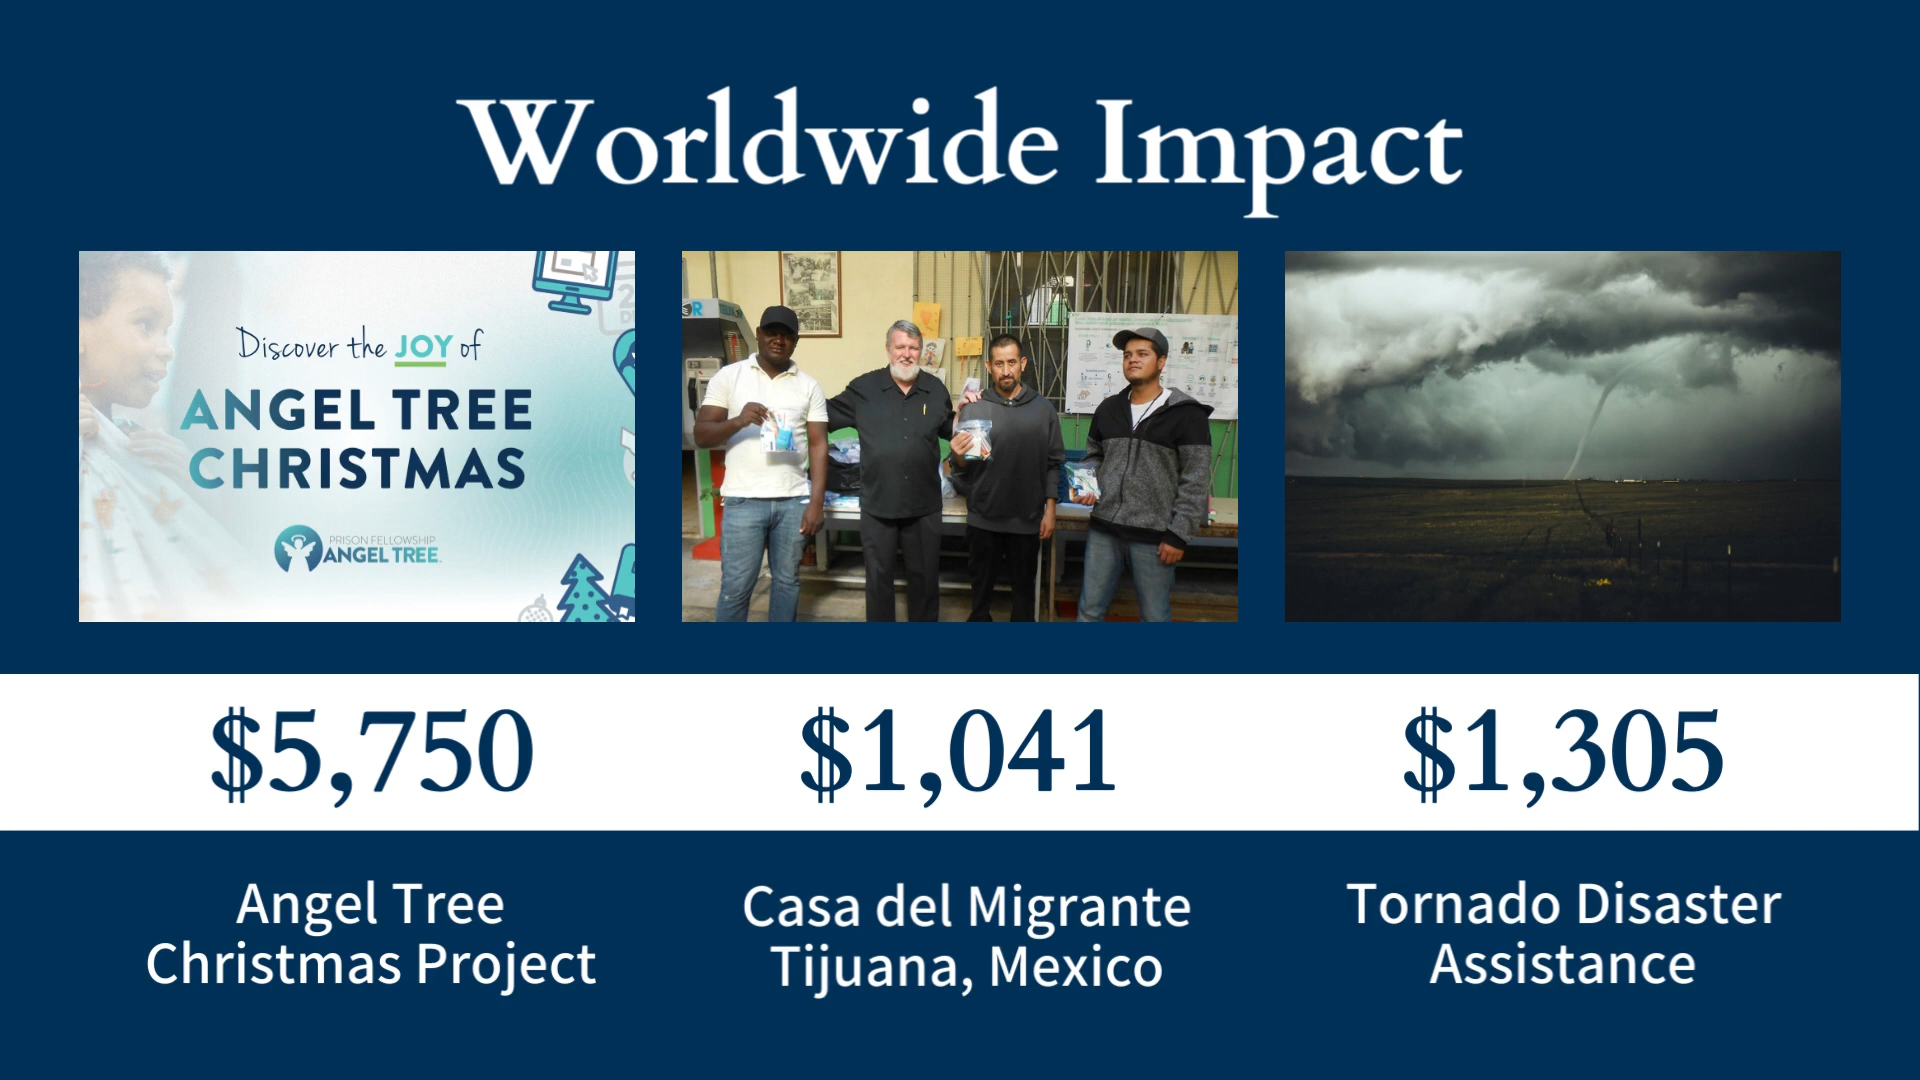 Worldwide Impact
Discover the JOY of
ANGEL TREE
CHRISTMAS
PRISON FELLOWSHIP
ANGEL TREE
$5,750
$1,041
$1,305
Angel Tree
Christmas Project
Casa del Migrante
Tijuana, Mexico
Tornado Disaster
Assistance